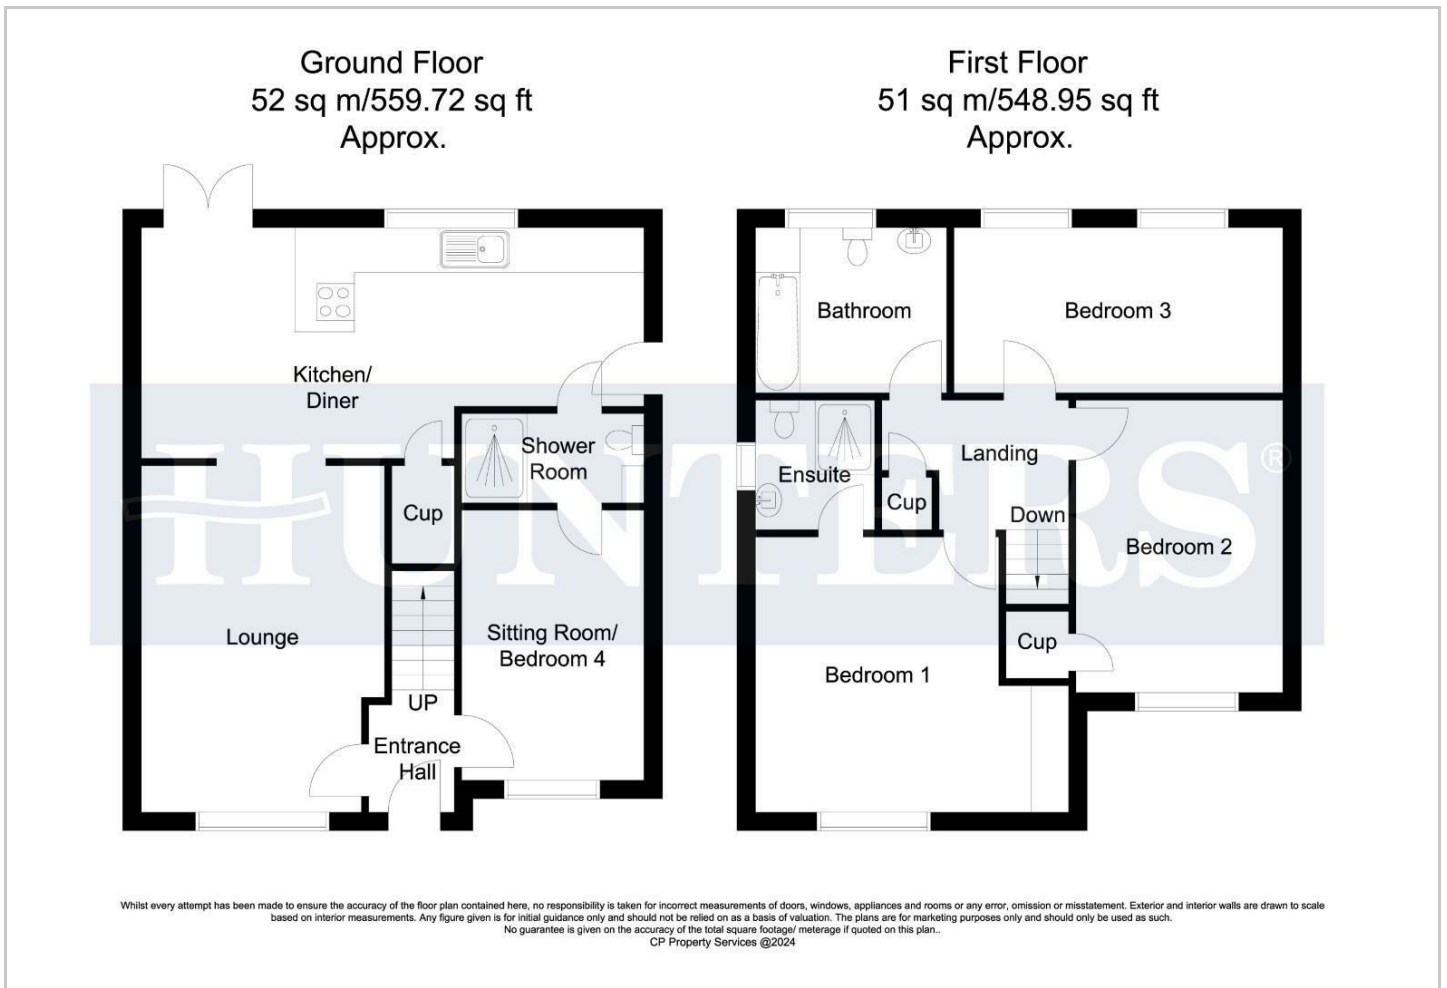 Ground Floor
52 sq m/559.72 sq ft
Approx.
First Floor
51 sq m/548.95 sq ft
Approx.
Kitchen/
Diner
Shower
Room
Cup
Lounge
Sitting Room/
Bedroom 4
UP
Entrance
Hall
Bathroom
Bedroom 3
Landing
Ensuite
Cup
Down
Bedroom 2
Cup
Bedroom 1
HUNTERS®
Whilst every attempt has been made to ensure the accuracy of the floor plan contained here, no responsibility is taken for incorrect measurements of doors, windows, appliances and rooms or any error, omission or misstatement. Exterior and interior walls are drawn to scale
based on interior measurements. Any figure given is for initial guidance only and should not be relied on as a basis of valuation. The plans are for marketing purposes only and should only be used as such.
No guarantee is given on the accuracy of the total square footage/ meterage if quoted on this plan..
CP Property Services @2024